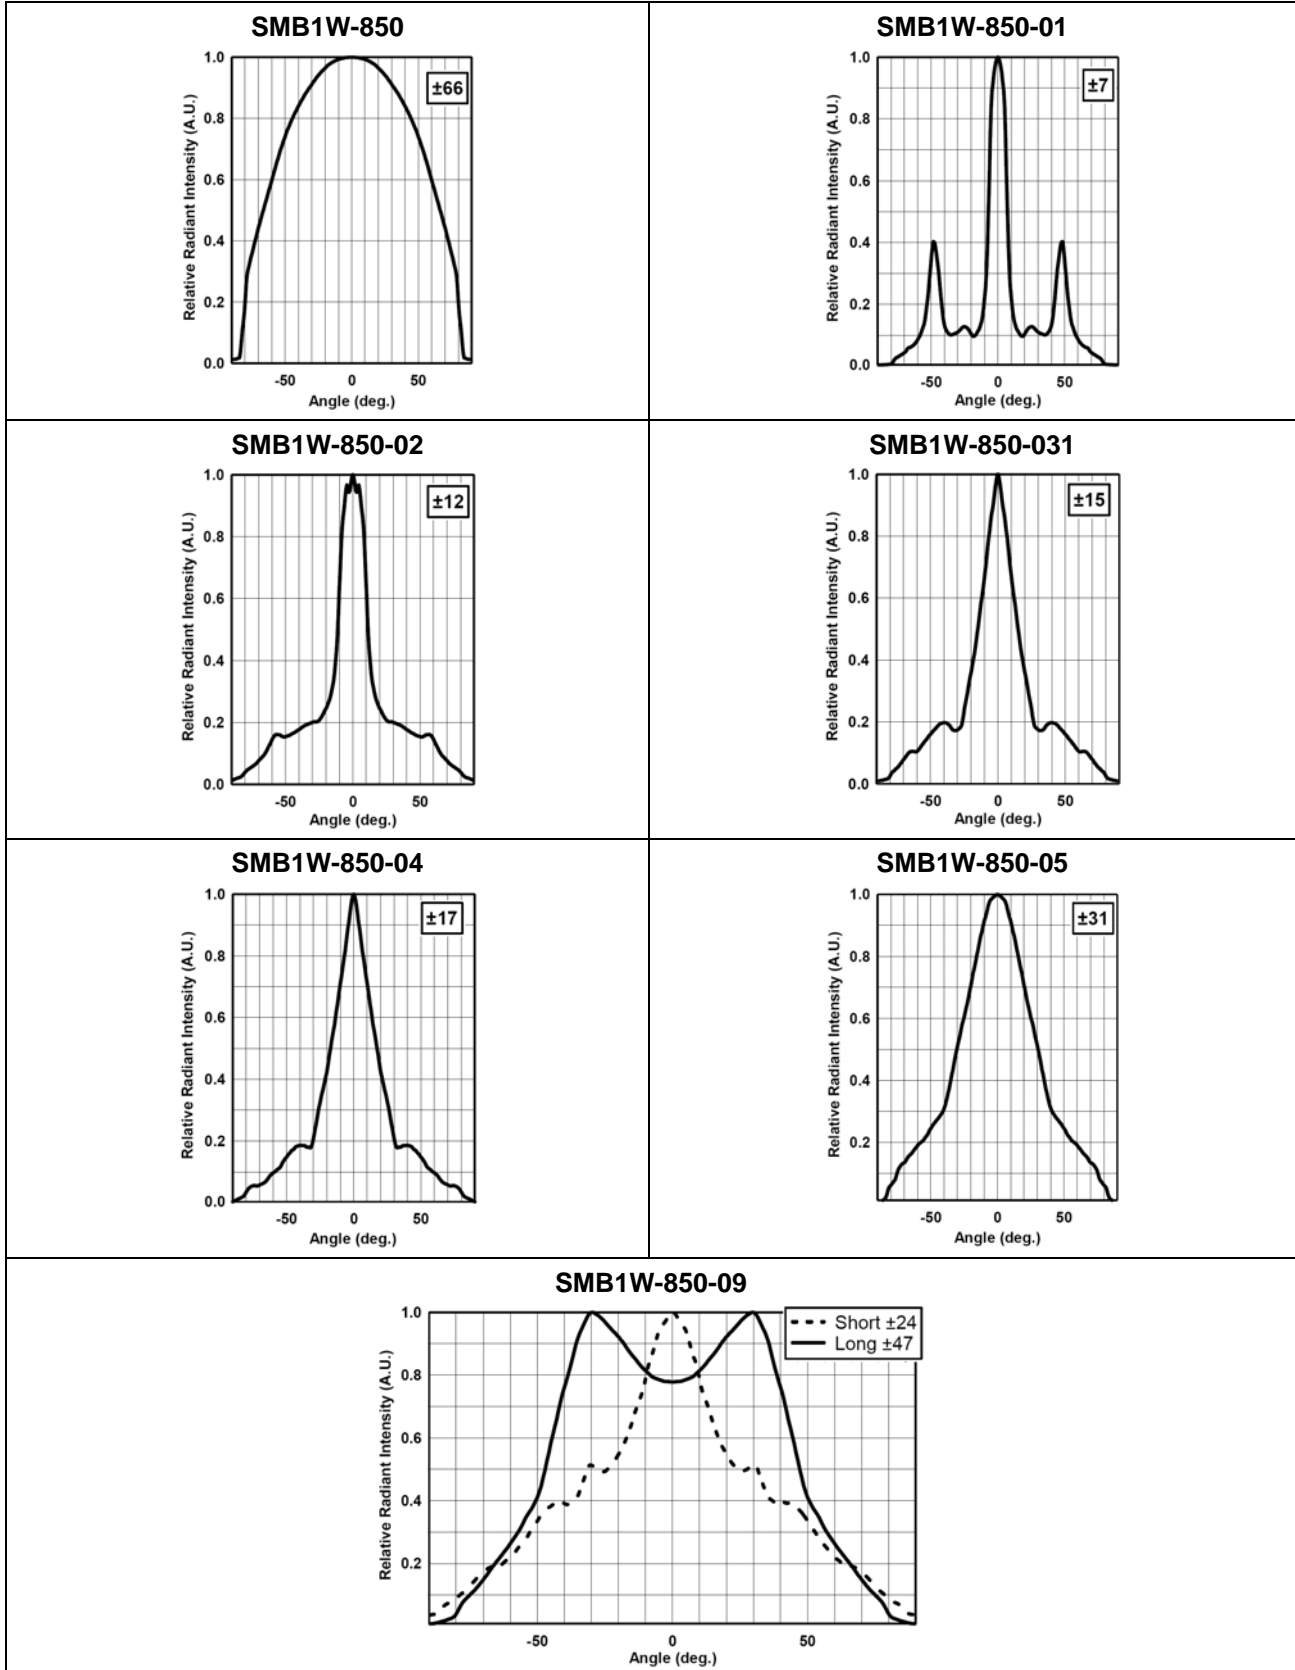 SMB1W-850
Relative Radiant Intensity (A.U.)
1.0
0.8
0.6
0.4
0.2
0.0
±66
-50 0 50
Angle (deg.)
SMB1W-850-01
Relative Radiant Intensity (A.U.)
1.0
0.8
0.6
0.4
0.2
0.0
±7
-50 0 50
Angle (deg.)
SMB1W-850-02
Relative Radiant Intensity (A.U.)
1.0
0.8
0.6
0.4
0.2
0.0
±12
-50 0 50
Angle (deg.)
SMB1W-850-031
Relative Radiant Intensity (A.U.)
1.0
0.8
0.6
0.4
0.2
0.0
±15
-50 0 50
Angle (deg.)
SMB1W-850-04
Relative Radiant Intensity (A.U.)
1.0
0.8
0.6
0.4
0.2
0.0
±17
-50 0 50
Angle (deg.)
SMB1W-850-05
Relative Radiant Intensity (A.U.)
1.0
0.8
0.6
0.4
0.2
±31
-50 0 50
Angle (deg.)
SMB1W-850-09
Relative Radiant Intensity (A.U.)
1.0
0.8
0.6
0.4
0.2
Short ±24
Long ±47
-50 0 50
Angle (deg.)